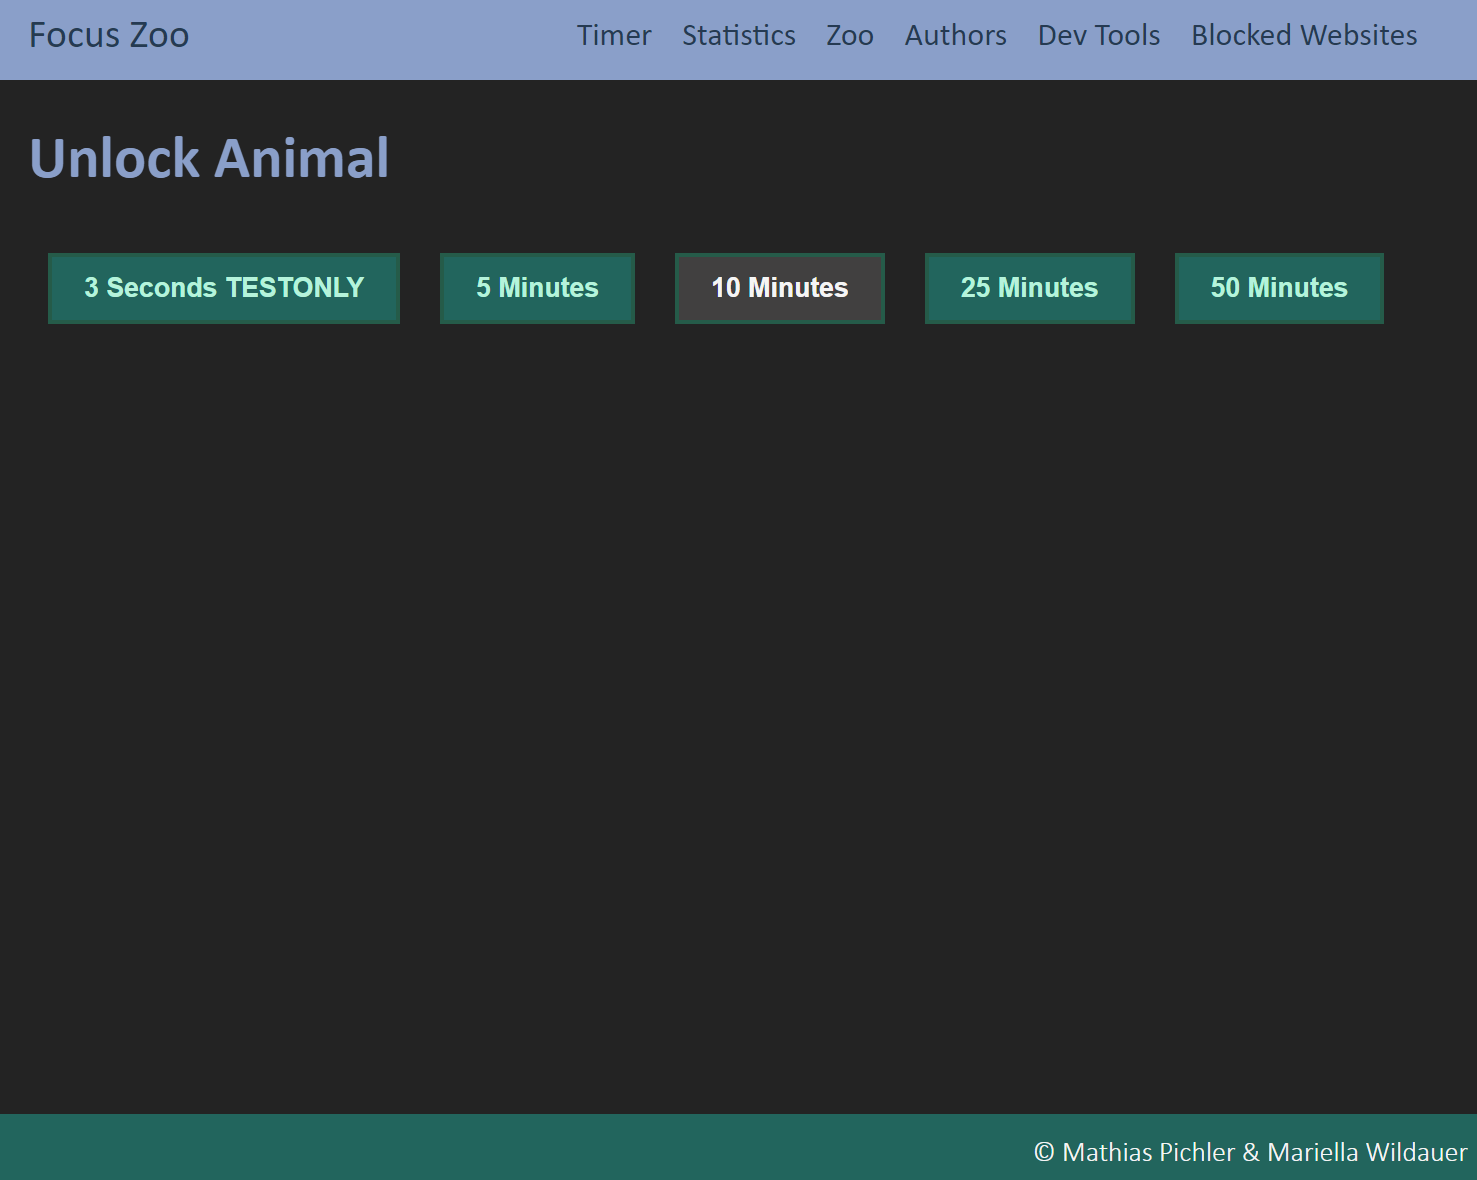 Focus Zoo Timer Statistics Zoo Authors Dev Tools Blocked Websites
Unlock Animal
3 Seconds TESTONLY 5 Minutes 10 Minutes 25 Minutes 50 Minutes
© Mathias Pichler & Mariella Wildauer